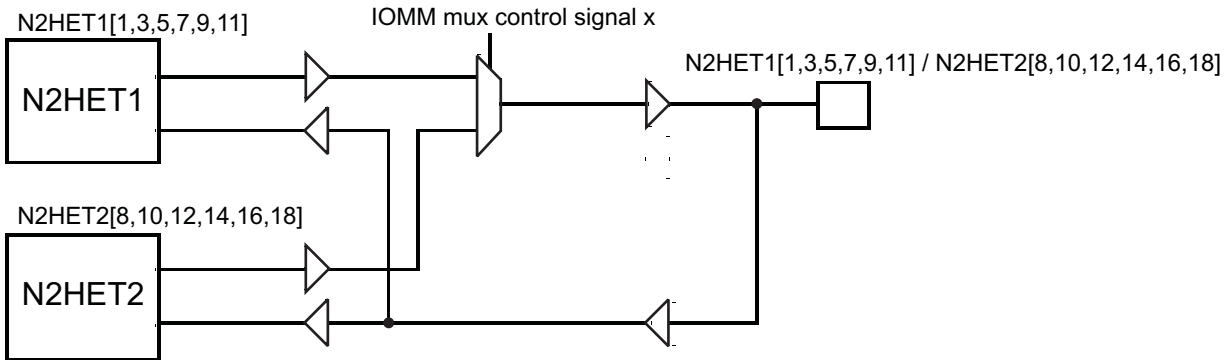 N2HET1[1,3,5,7,9,11]
IOMM mux control signal x
N2HET1[1,3,5,7,9,11] / N2HET2[8,10,12,14,16,18]
N2HET1
N2HET2[8,10,12,14,16,18]
N2HET2